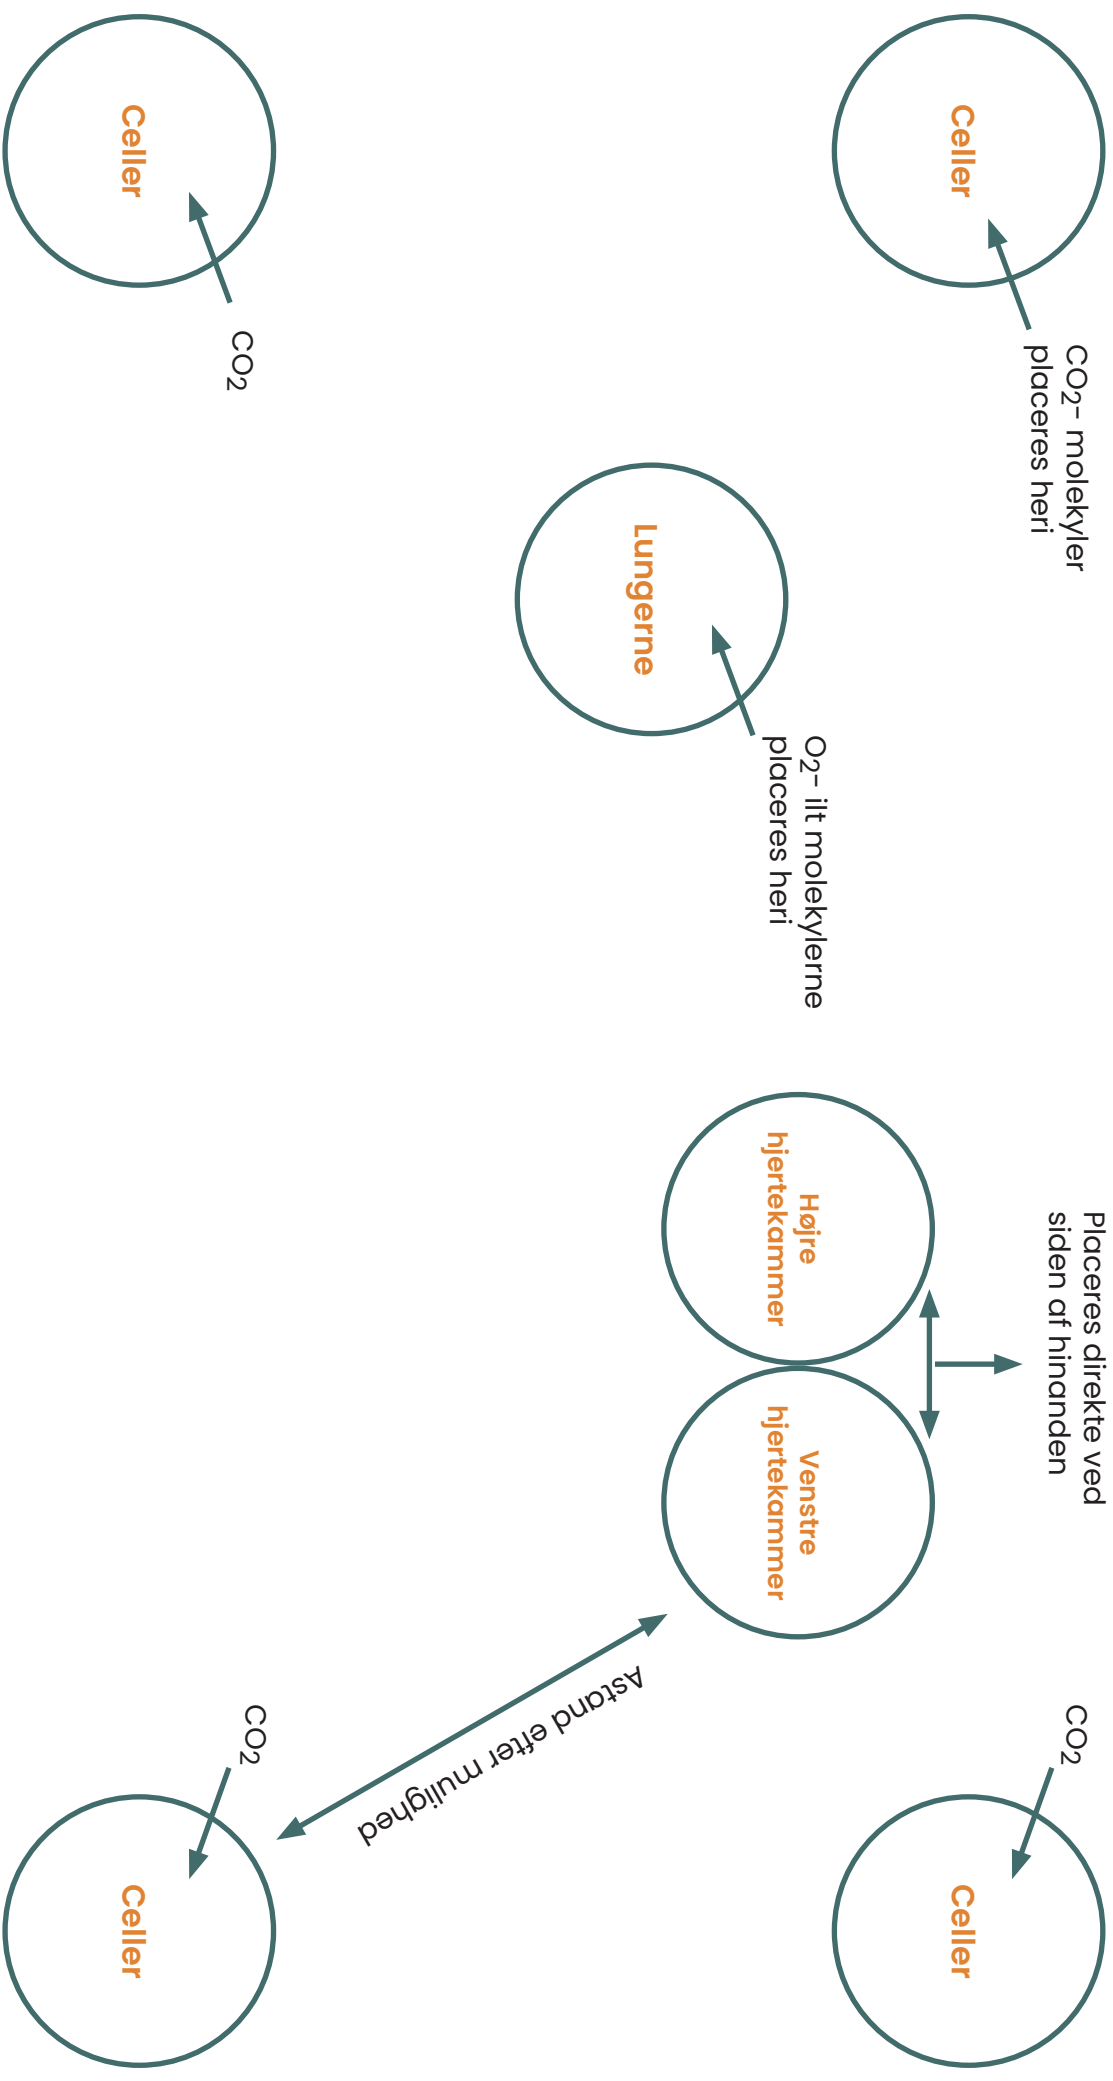 Celler
CO₂- molekyler
placeres heri
Placeres direkte ved
siden af hinanden
CO₂
Celler
Lungerne
O₂- ilt molekylerne
placeres heri
Højre
hjertekammer
Venstre
hjertekammer
Astand efter mulighed
Celler
CO₂
CO₂
Celler